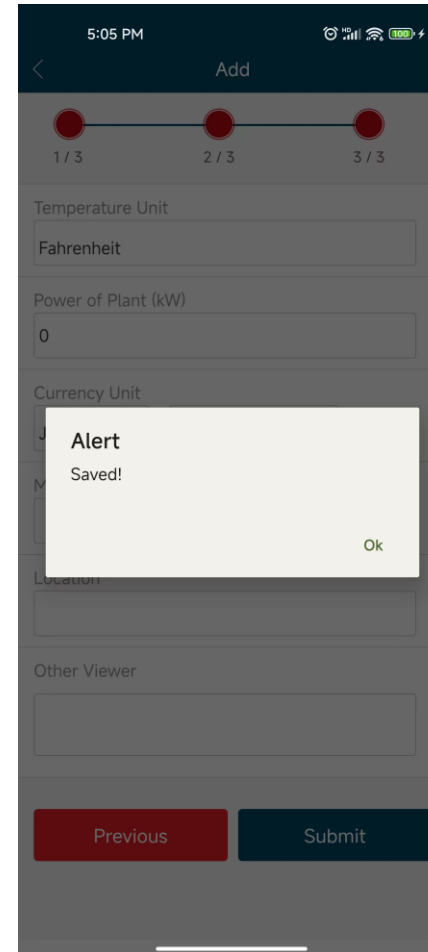 5:05 PM
100
Add
1 / 3
2 / 3
3 / 3
Temperature Unit
Fahrenheit
Power of Plant (kW)
0
Currency Unit
J
Alert
Saved!
M
Ok
Location
Other Viewer
Previous
Submit